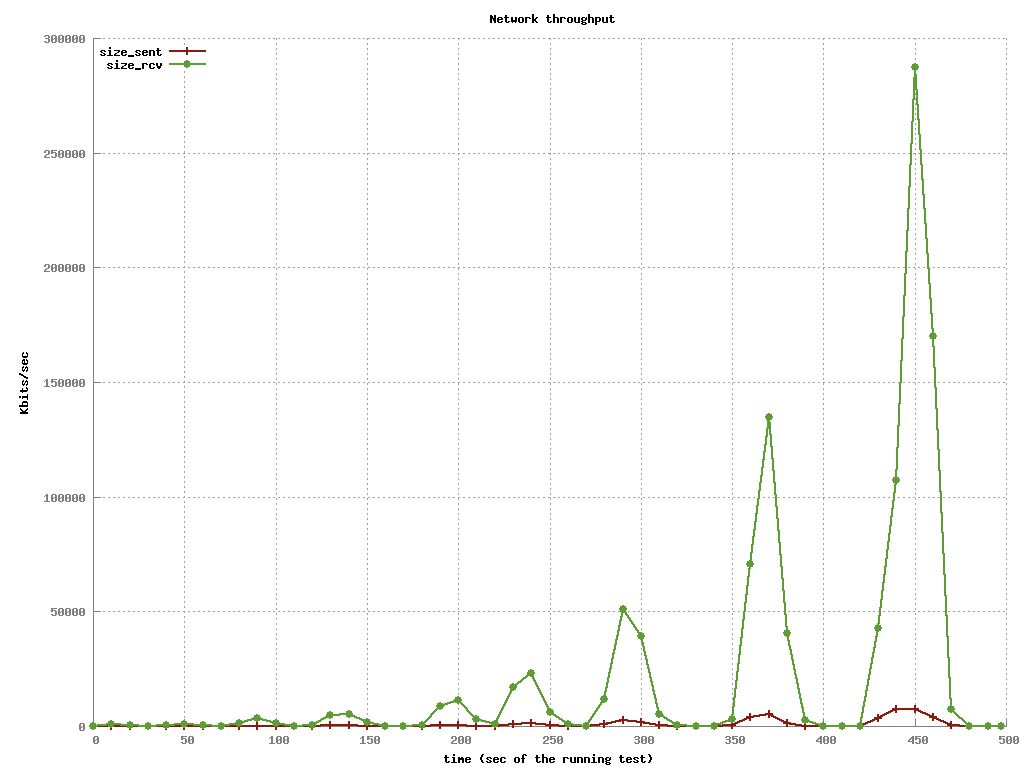 Network throughput
size_sent
size_rcv
300000
250000
200000
150000
100000
50000
0
Kbits/sec
0 50 100 150 200 250 300 350 400 450 500
time (sec of the running test)